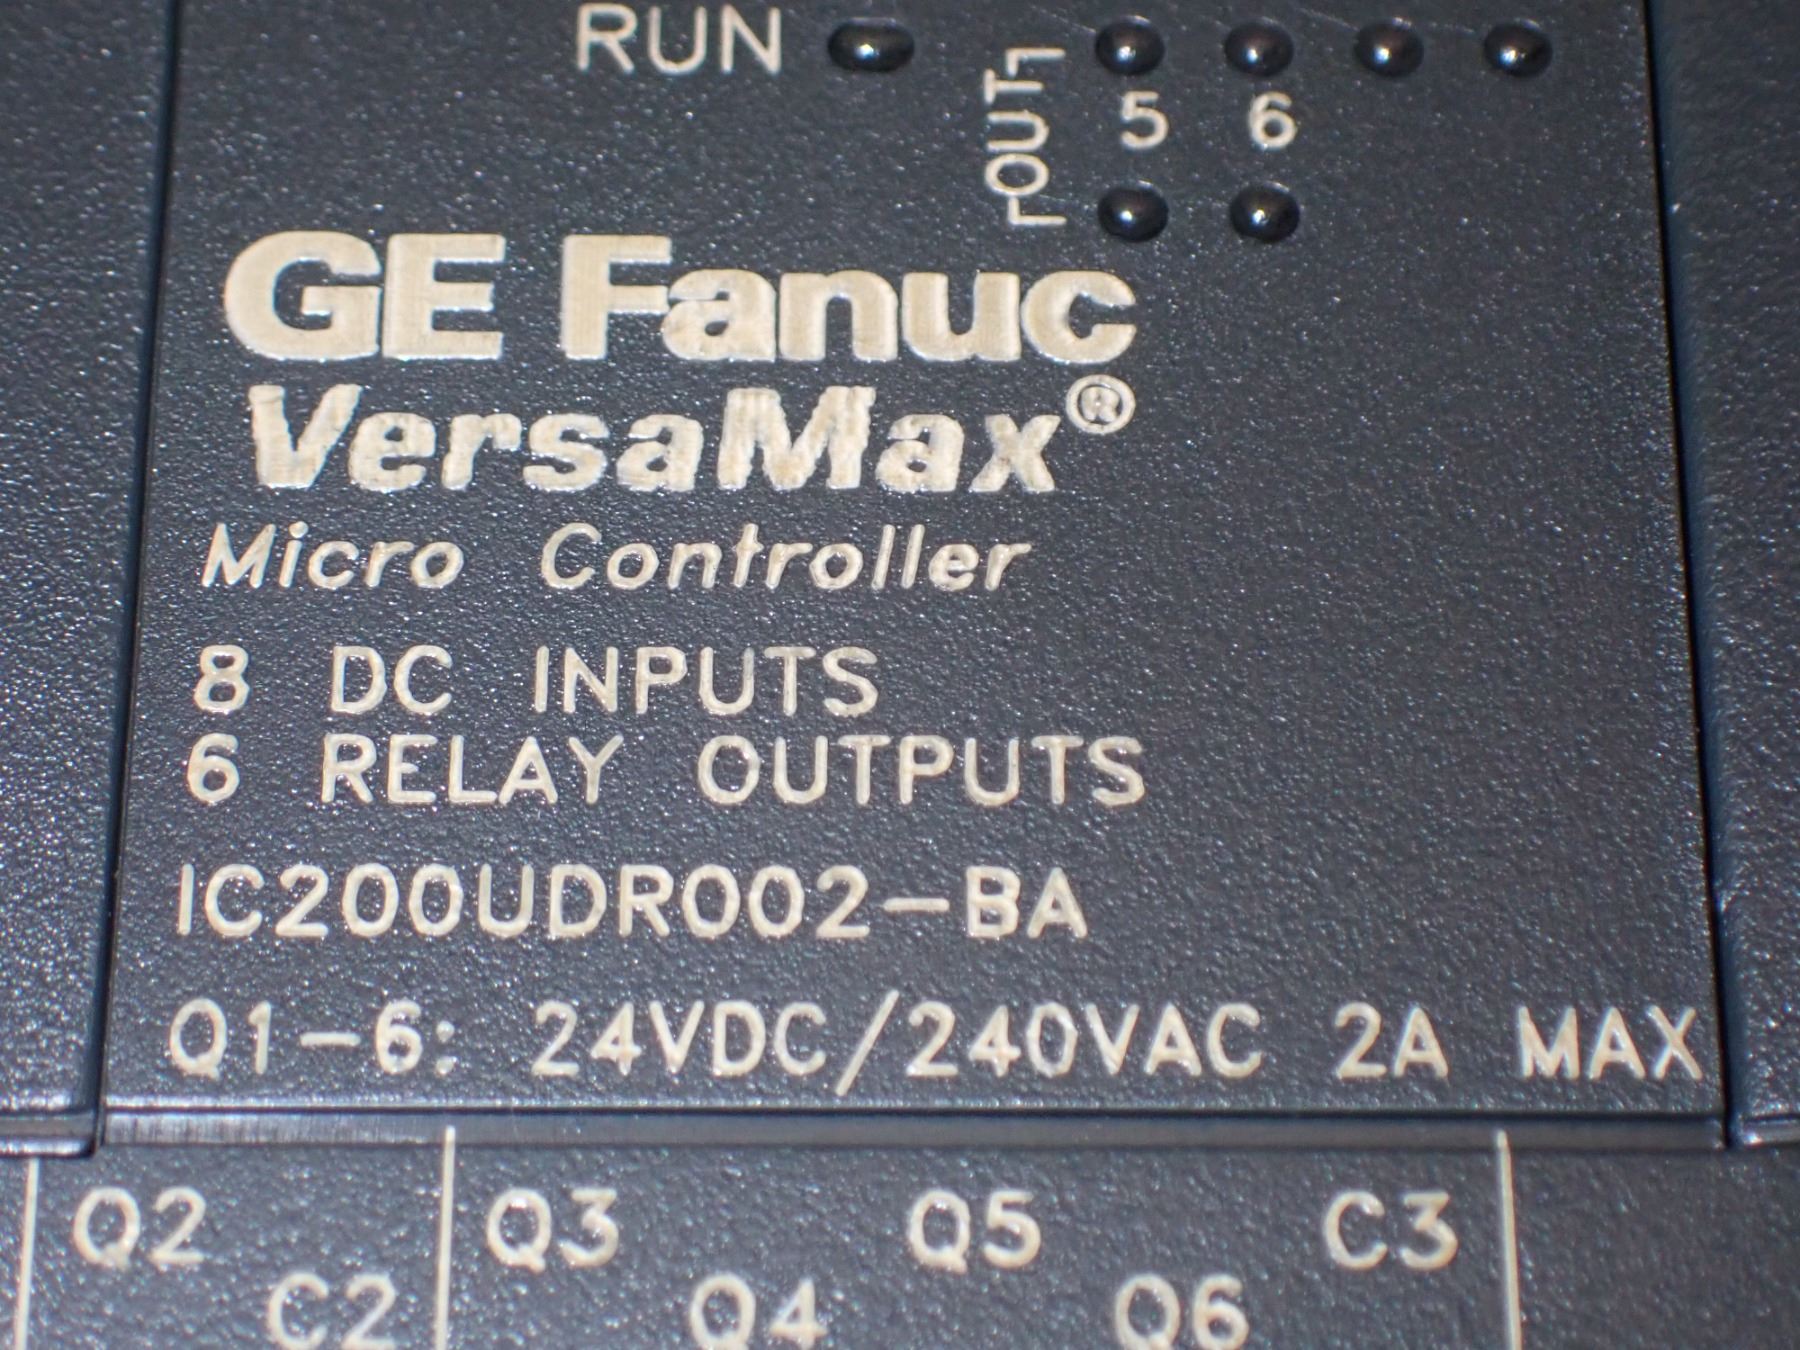 RUN
OUT
5 6
GE Fanuc
VersaMax®
Micro Controller
8 DC INPUTS
6 RELAY OUTPUTS
IC200UDR002-BA
Q1-6: 24VDC/240VAC 2A MAX
Q2 Q3 Q5 C3
C2 Q4 Q6